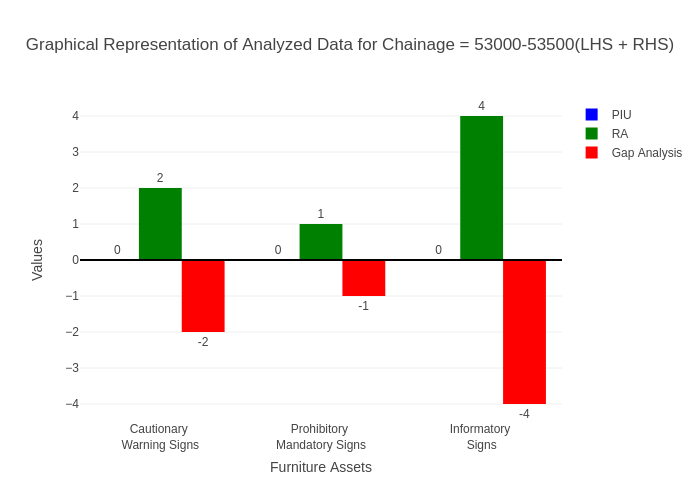 Graphical Representation of Analyzed Data for Chainage = 53000-53500(LHS + RHS)
PIU
RA
Gap Analysis
Values
4
3
2
1
0
−1
−2
−3
−4
0
2
-2
0
1
-1
0
4
-4
Cautionary
Warning Signs
Prohibitory
Mandatory Signs
Informatory
Signs
Furniture Assets